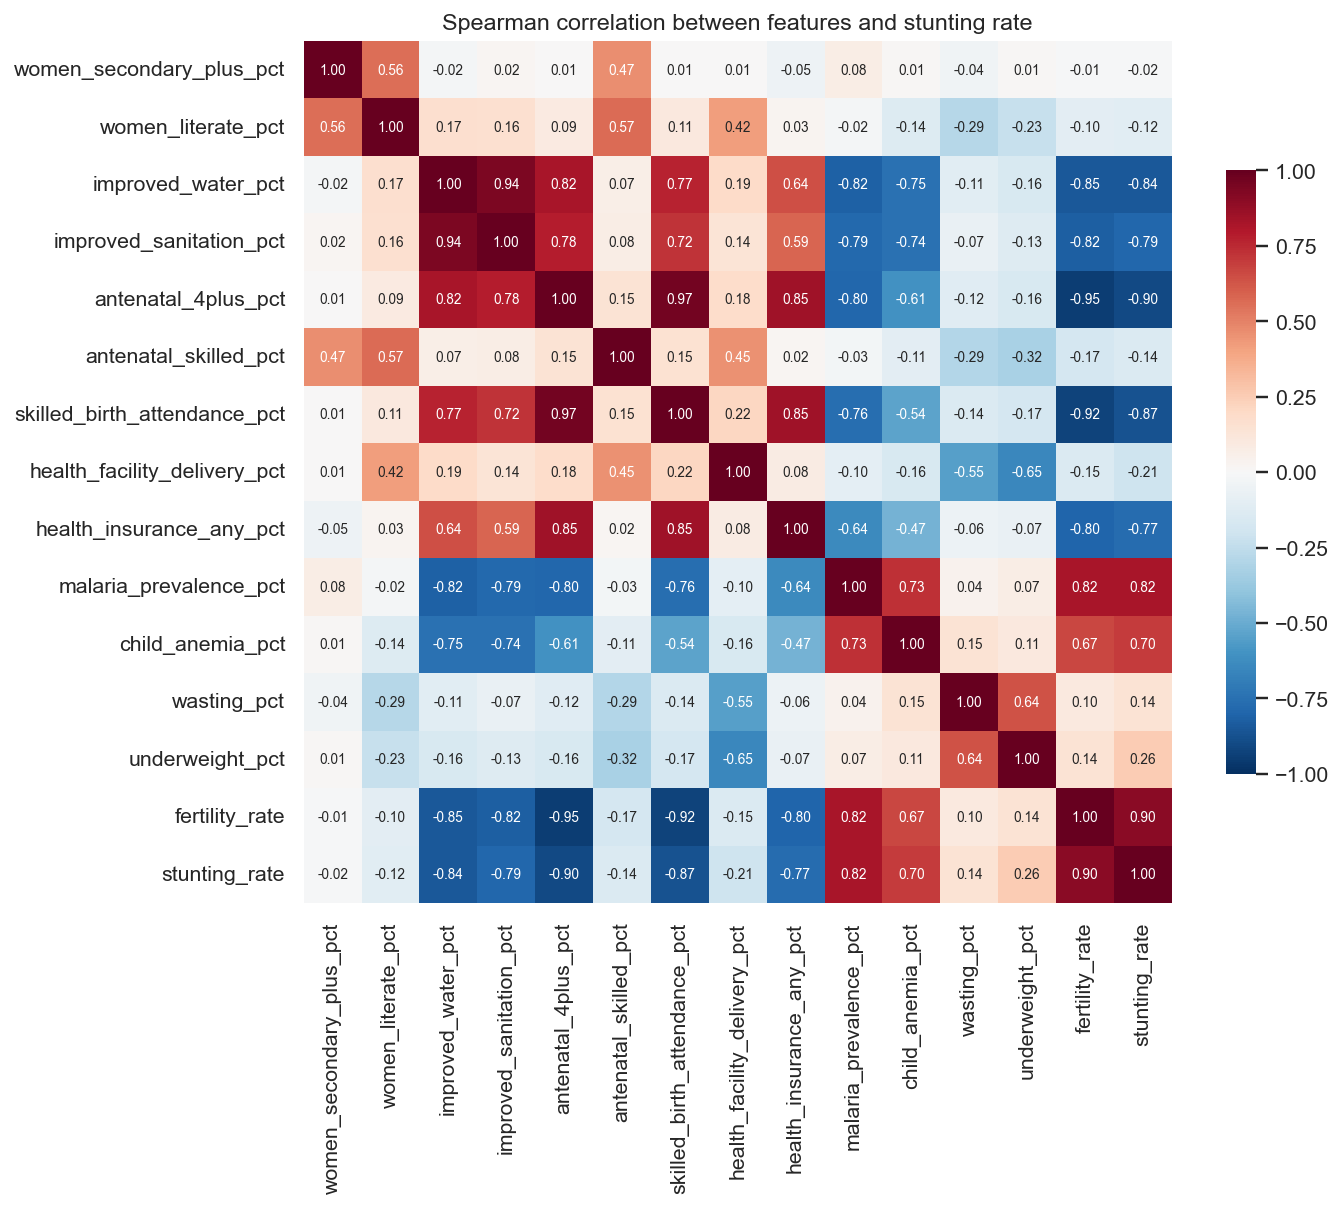 Spearman correlation between features and stunting rate
women_secondary_plus_pct 1.00 0.56 -0.02 0.02 0.01 0.47 0.01 0.01 -0.05 0.08 0.01 -0.04 0.01 -0.01 -0.02
women_literate_pct 0.56 1.00 0.17 0.16 0.09 0.57 0.11 0.42 0.03 -0.02 -0.14 -0.29 -0.23 -0.10 -0.12
improved_water_pct -0.02 0.17 1.00 0.94 0.82 0.07 0.77 0.19 0.64 -0.82 -0.75 -0.11 -0.16 -0.85 -0.84
improved_sanitation_pct 0.02 0.16 0.94 1.00 0.78 0.08 0.72 0.14 0.59 -0.79 -0.74 -0.07 -0.13 -0.82 -0.79
antenatal_4plus_pct 0.01 0.09 0.82 0.78 1.00 0.15 0.97 0.18 0.85 -0.80 -0.61 -0.12 -0.16 -0.95 -0.90
antenatal_skilled_pct 0.47 0.57 0.07 0.08 0.15 1.00 0.15 0.45 0.02 -0.03 -0.11 -0.29 -0.32 -0.17 -0.14
skilled_birth_attendance_pct 0.01 0.11 0.77 0.72 0.97 0.15 1.00 0.22 0.85 -0.76 -0.54 -0.14 -0.17 -0.92 -0.87
health_facility_delivery_pct 0.01 0.42 0.19 0.14 0.18 0.45 0.22 1.00 0.08 -0.10 -0.16 -0.55 -0.65 -0.15 -0.21
health_insurance_any_pct -0.05 0.03 0.64 0.59 0.85 0.02 0.85 0.08 1.00 -0.64 -0.47 -0.06 -0.07 -0.80 -0.77
malaria_prevalence_pct 0.08 -0.02 -0.82 -0.79 -0.80 -0.03 -0.76 -0.10 -0.64 1.00 0.73 0.04 0.07 0.82 0.82
child_anemia_pct 0.01 -0.14 -0.75 -0.74 -0.61 -0.11 -0.54 -0.16 -0.47 0.73 1.00 0.15 0.11 0.67 0.70
wasting_pct -0.04 -0.29 -0.11 -0.07 -0.12 -0.29 -0.14 -0.55 -0.06 0.04 0.15 1.00 0.64 0.10 0.14
underweight_pct 0.01 -0.23 -0.16 -0.13 -0.16 -0.32 -0.17 -0.65 -0.07 0.07 0.11 0.64 1.00 0.14 0.26
fertility_rate -0.01 -0.10 -0.85 -0.82 -0.95 -0.17 -0.92 -0.15 -0.80 0.82 0.67 0.10 0.14 1.00 0.90
stunting_rate -0.02 -0.12 -0.84 -0.79 -0.90 -0.14 -0.87 -0.21 -0.77 0.82 0.70 0.14 0.26 0.90 1.00
women_secondary_plus_pct
women_literate_pct
improved_water_pct
improved_sanitation_pct
antenatal_4plus_pct
antenatal_skilled_pct
skilled_birth_attendance_pct
health_facility_delivery_pct
health_insurance_any_pct
malaria_prevalence_pct
child_anemia_pct
wasting_pct
underweight_pct
fertility_rate
stunting_rate
1.00
0.75
0.50
0.25
0.00
−0.25
−0.50
−0.75
−1.00